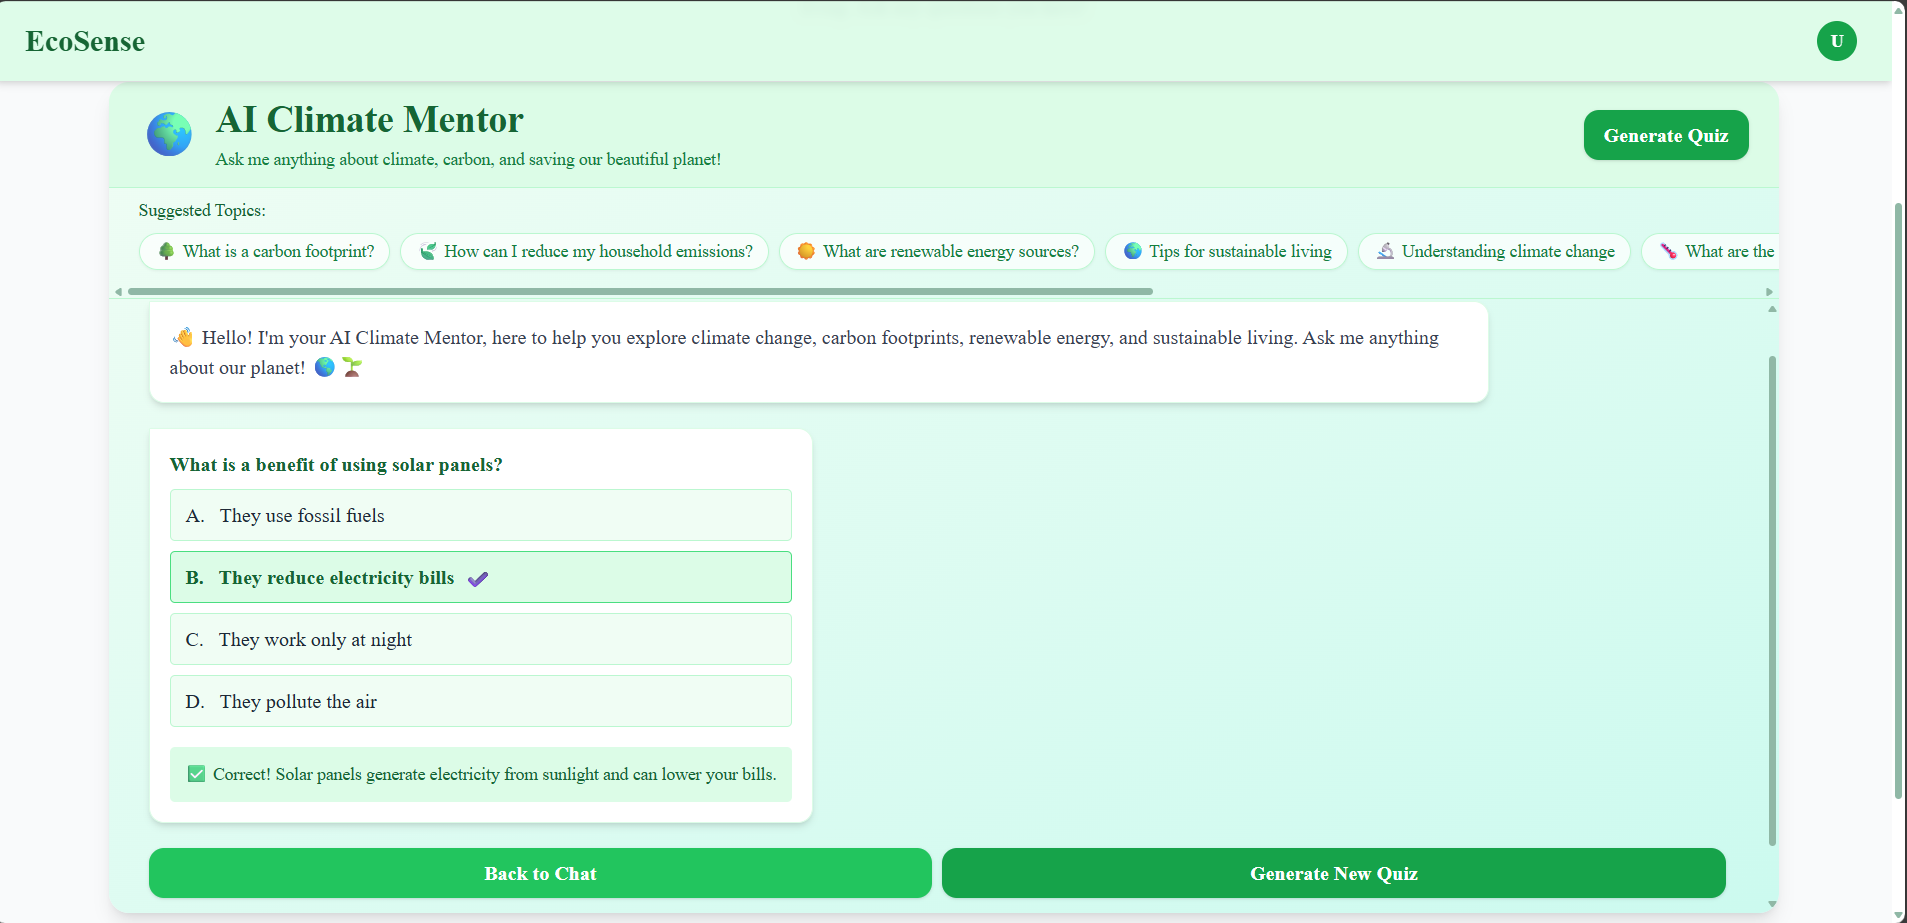 EcoSense
U
AI Climate Mentor
Ask me anything about climate, carbon, and saving our beautiful planet!
Generate Quiz
Suggested Topics:
What is a carbon footprint?
How can I reduce my household emissions?
What are renewable energy sources?
Tips for sustainable living
Understanding climate change
What are the
👋 Hello! I'm your AI Climate Mentor, here to help you explore climate change, carbon footprints, renewable energy, and sustainable living. Ask me anything
about our planet! 🌍 🌱
What is a benefit of using solar panels?
A. They use fossil fuels
B. They reduce electricity bills ✔
C. They work only at night
D. They pollute the air
✅ Correct! Solar panels generate electricity from sunlight and can lower your bills.
Back to Chat
Generate New Quiz